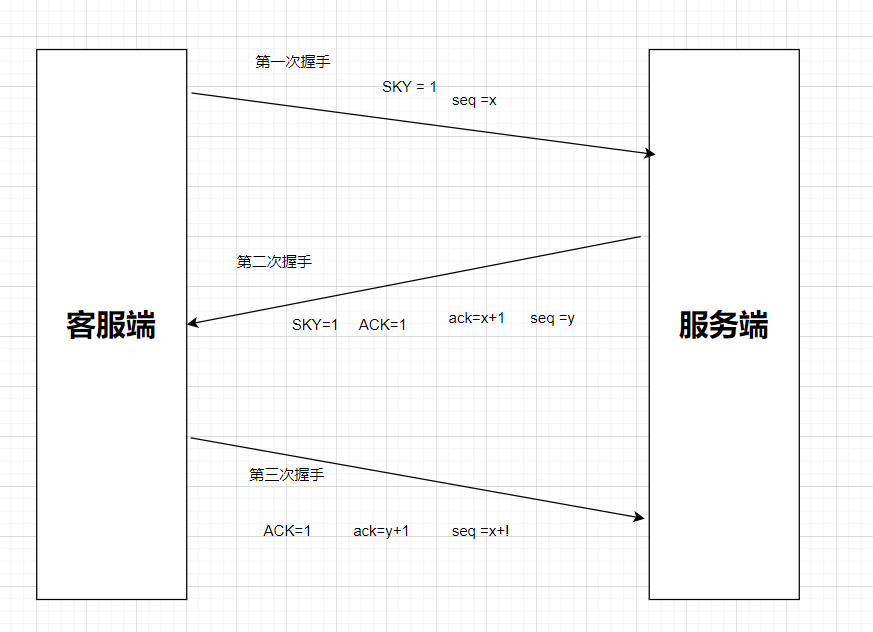 第一次握手
SKY = 1
seq =x
第二次握手
SKY=1 ACK=1 ack=x+1 seq =y
客服端
服务端
第三次握手
ACK=1 ack=y+1 seq =x+!